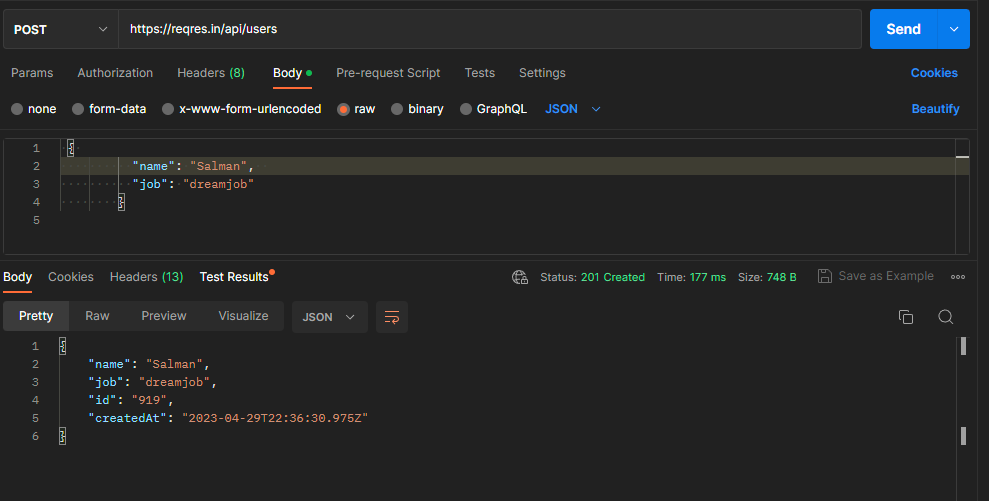 POST https://reqres.in/api/users Send
Params Authorization Headers (8) Body Pre-request Script Tests Settings Cookies
none form-data x-www-form-urlencoded raw binary GraphQL JSON Beautify
1 {
2 "name": "Salman",
3 "job": "dreamjob"
4 }
5
Body Cookies Headers (13) Test Results Status: 201 Created Time: 177 ms Size: 748 B Save as Example
Pretty Raw Preview Visualize JSON
1 {
2 "name": "Salman",
3 "job": "dreamjob",
4 "id": "919",
5 "createdAt": "2023-04-29T22:36:30.975Z"
6 }